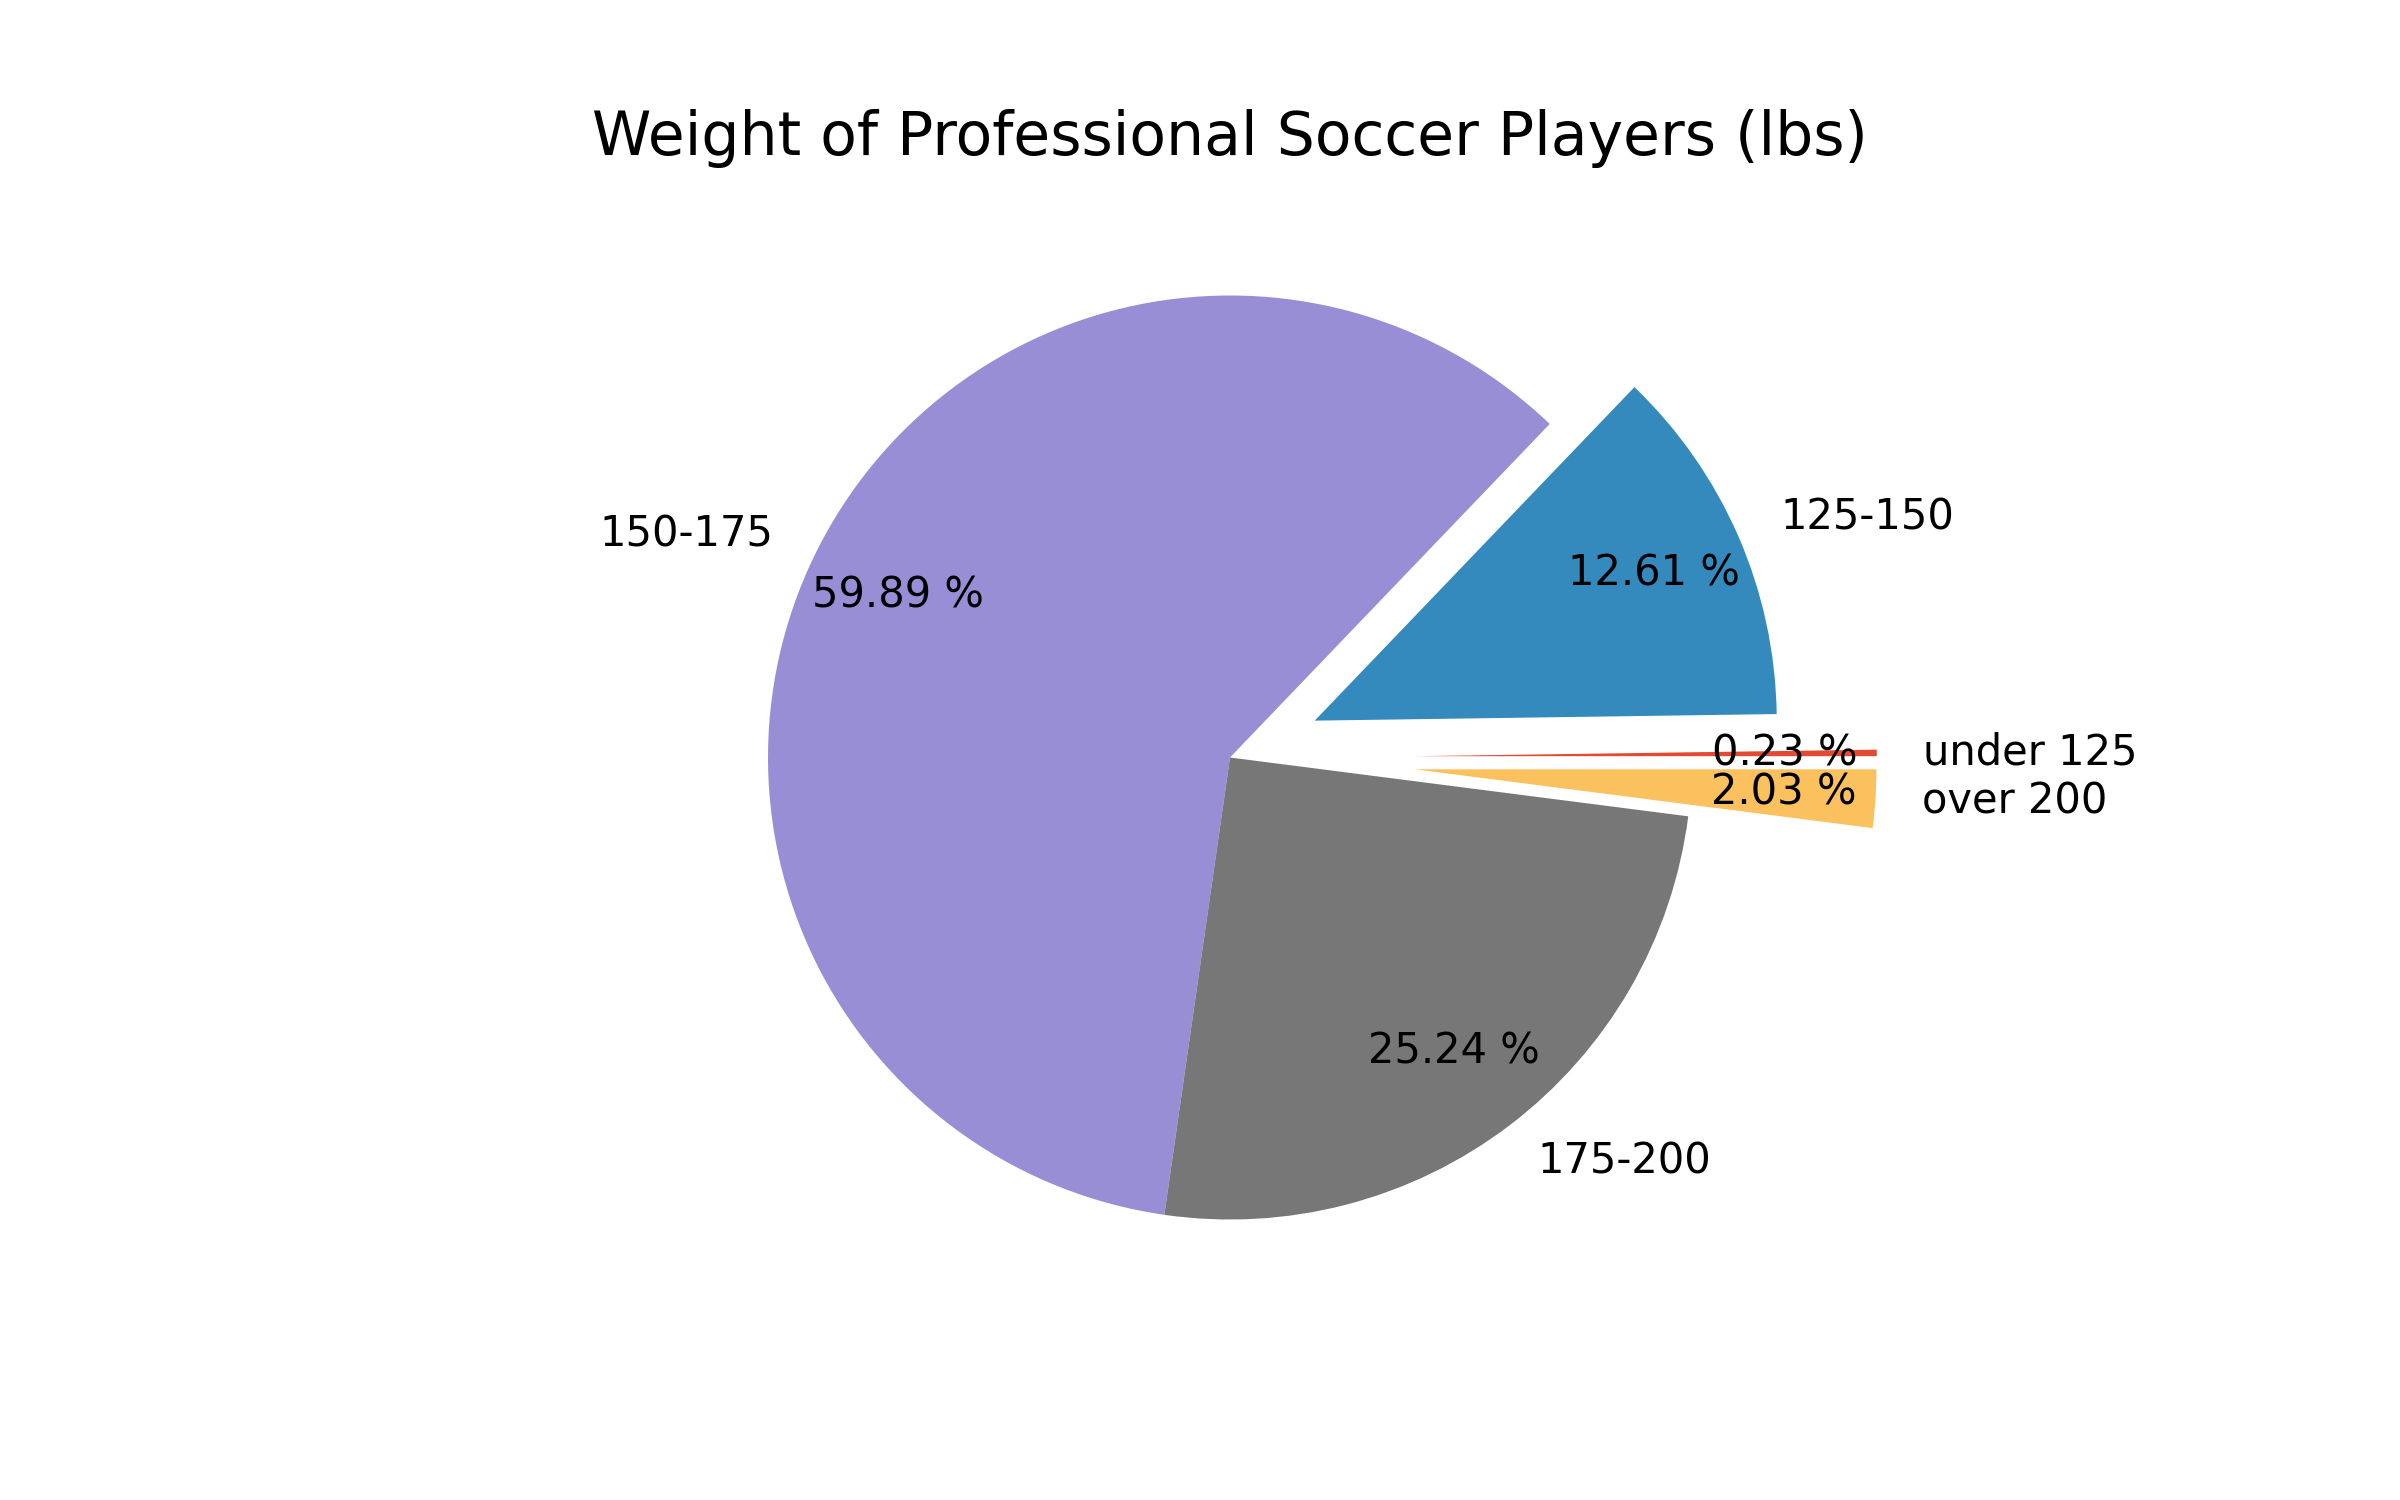 Weight of Professional Soccer Players (lbs)
125-150
150-175
12.61 %
59.89 %
0.23 %
under 125
2.03 %
over 200
25.24 %
175-200